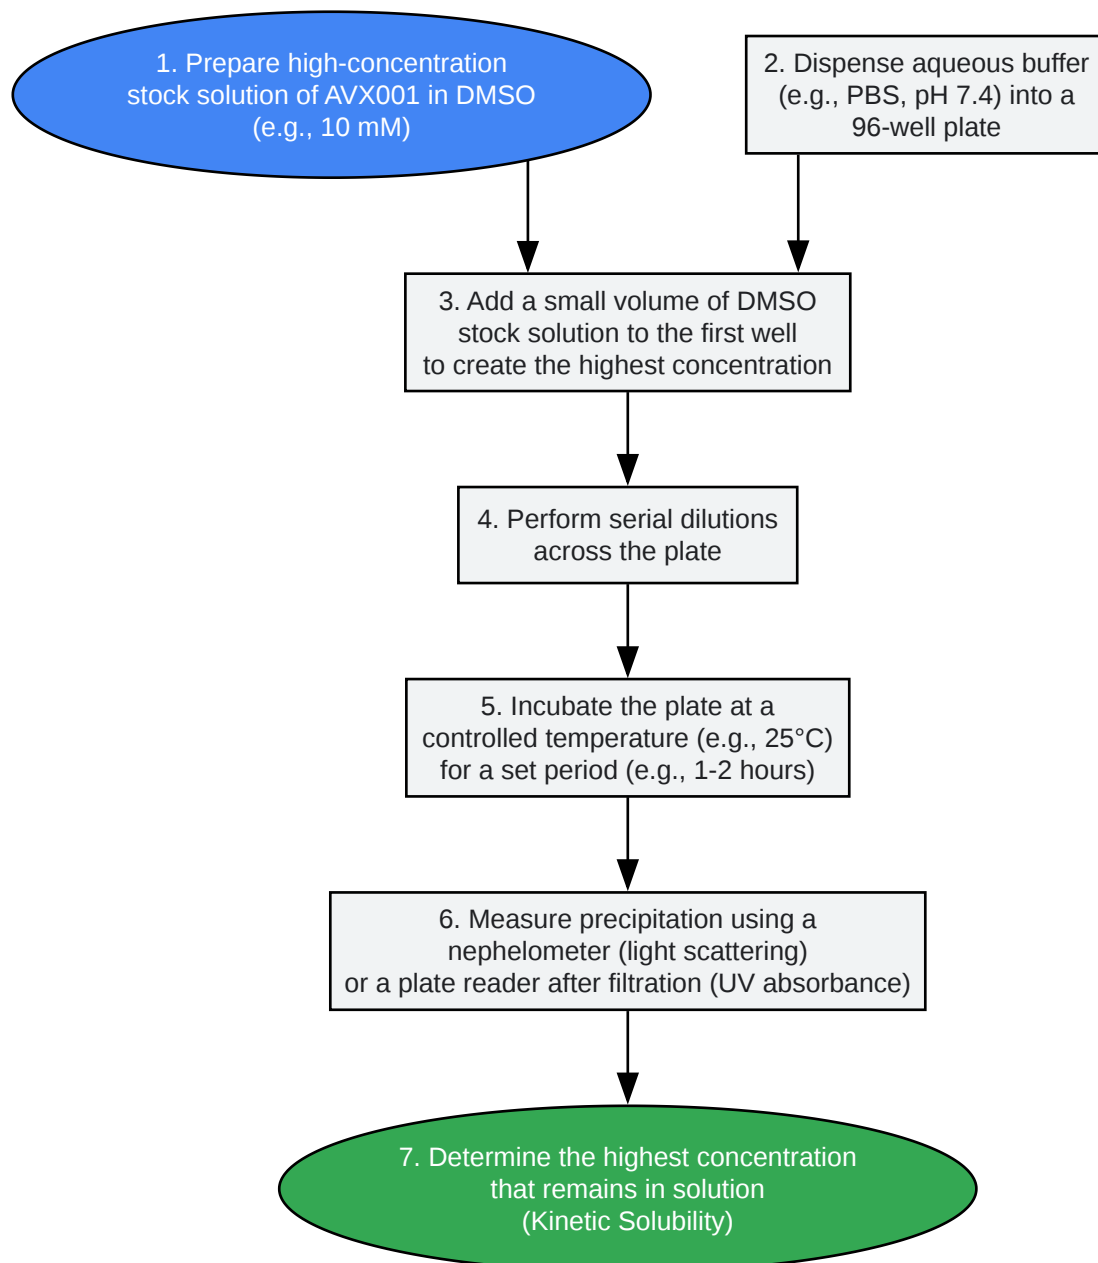 1. Prepare high-concentration
stock solution of AVX001 in DMSO
(e.g., 10 mM)
2. Dispense aqueous buffer
(e.g., PBS, pH 7.4) into a
96-well plate
3. Add a small volume of DMSO
stock solution to the first well
to create the highest concentration
4. Perform serial dilutions
across the plate
5. Incubate the plate at a
controlled temperature (e.g., 25°C)
for a set period (e.g., 1-2 hours)
6. Measure precipitation using a
nephelometer (light scattering)
or a plate reader after filtration (UV absorbance)
7. Determine the highest concentration
that remains in solution
(Kinetic Solubility)